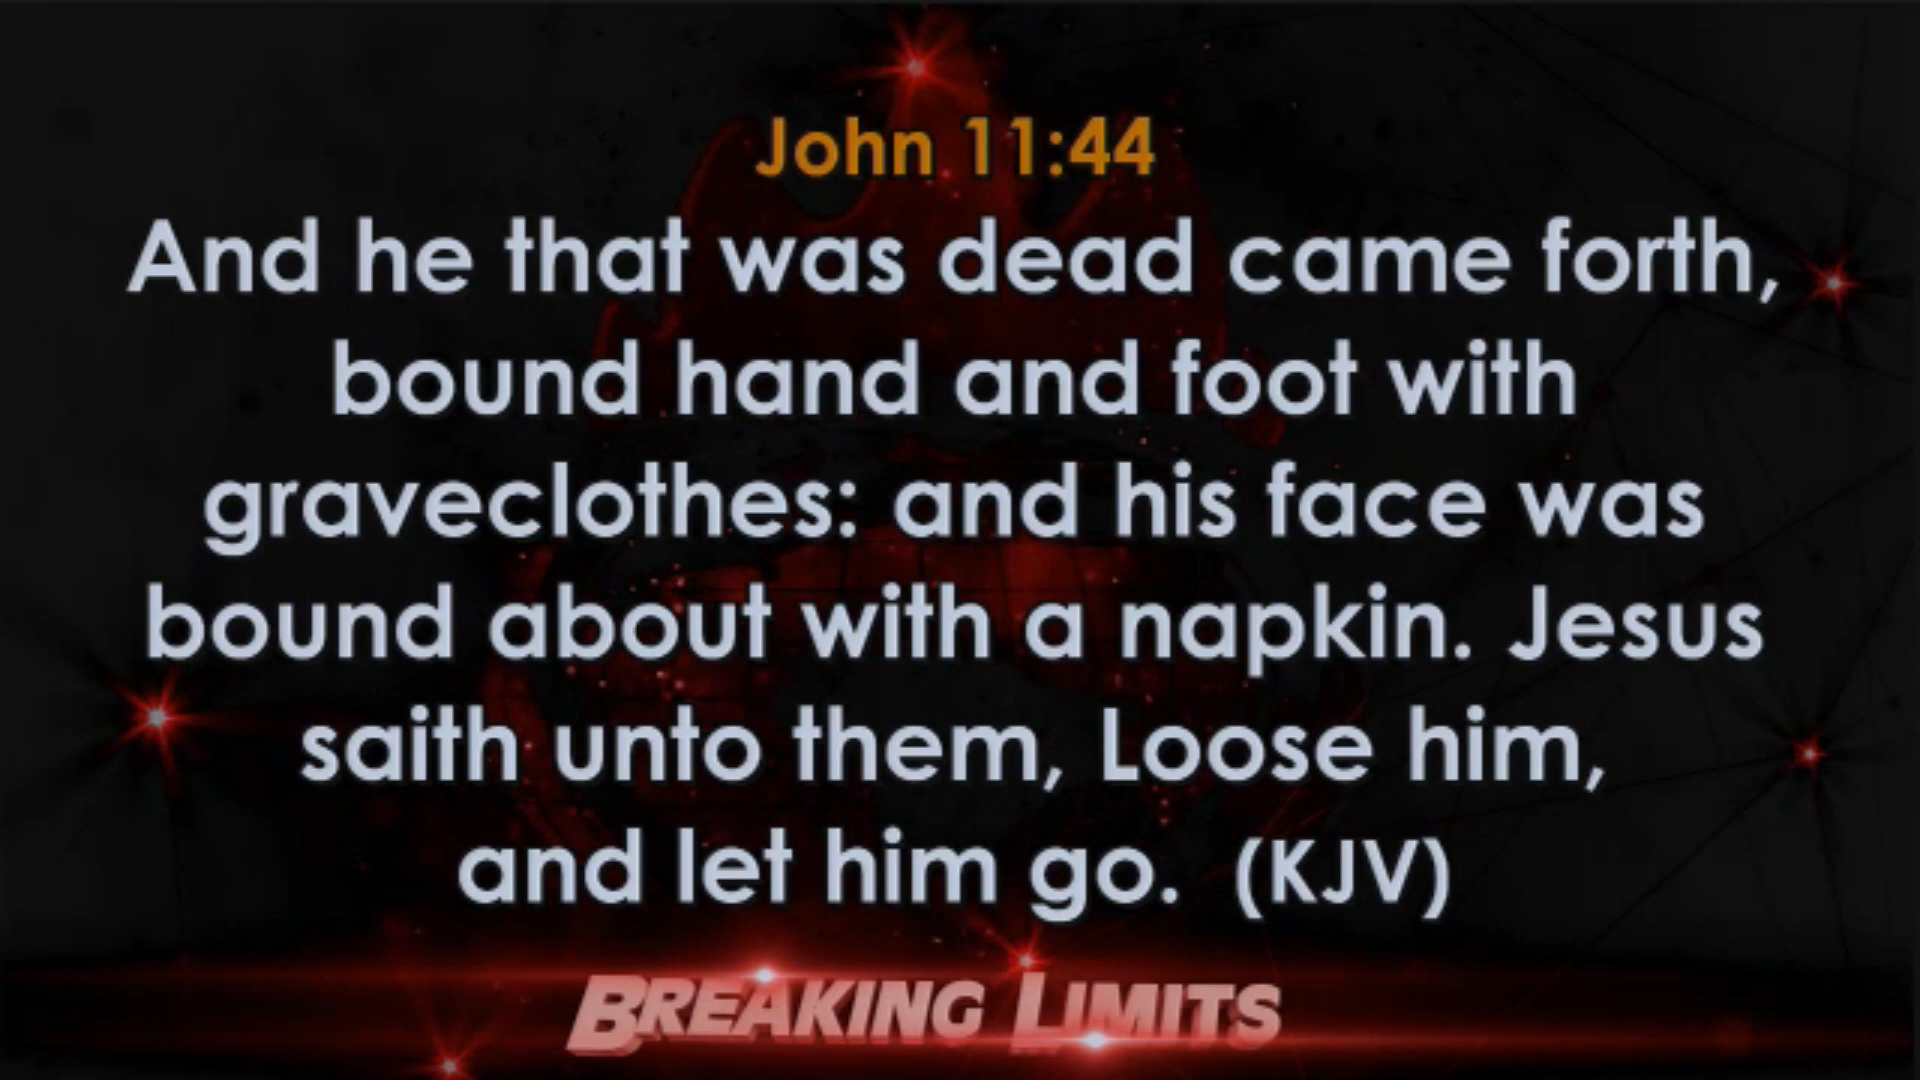 John 11:44
And he that was dead came forth,
bound hand and foot with
graveclothes: and his face was
bound about with a napkin. Jesus
saith unto them, Loose him,
and let him go. (KJV)
BREAKING LIMITS